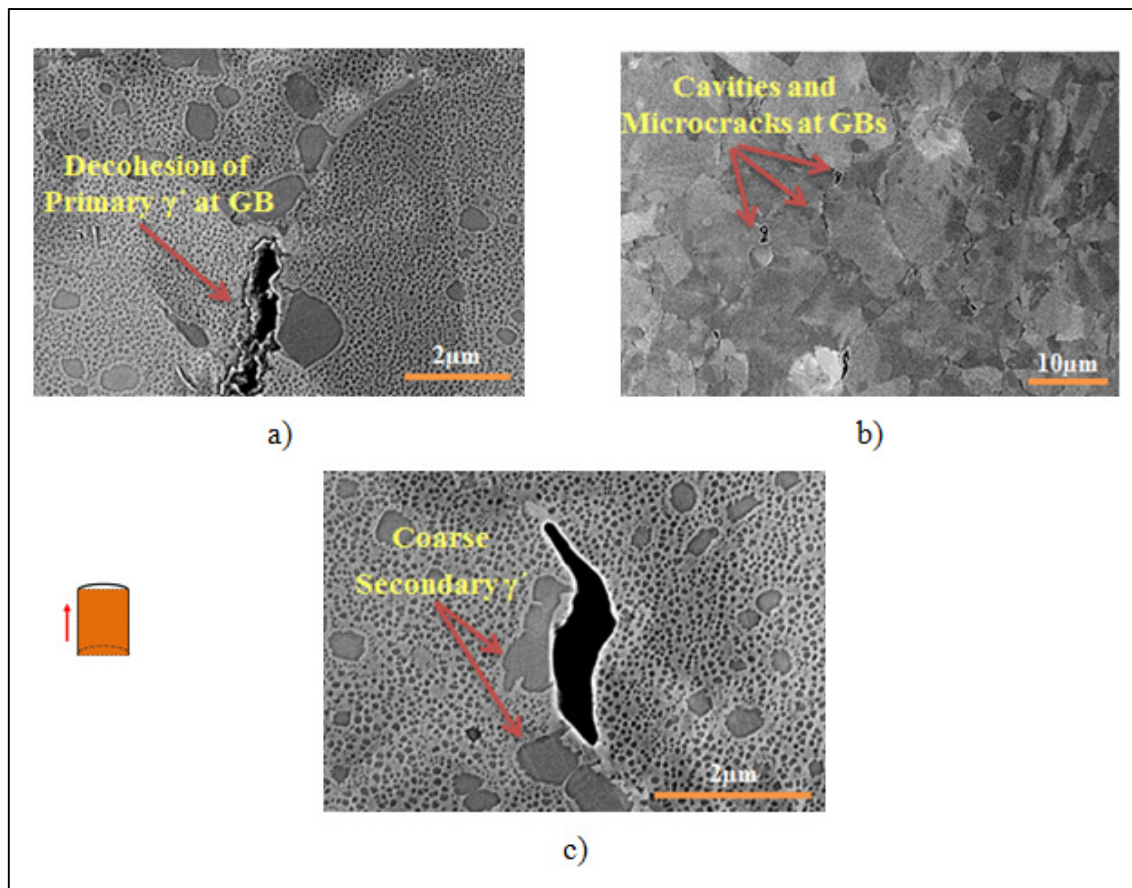 Decohesion of
Primary γ´ at GB
2µm
a)
Cavities and
Microcracks at GBs
10µm
b)
Coarse
Secondary γ´
2µm
c)